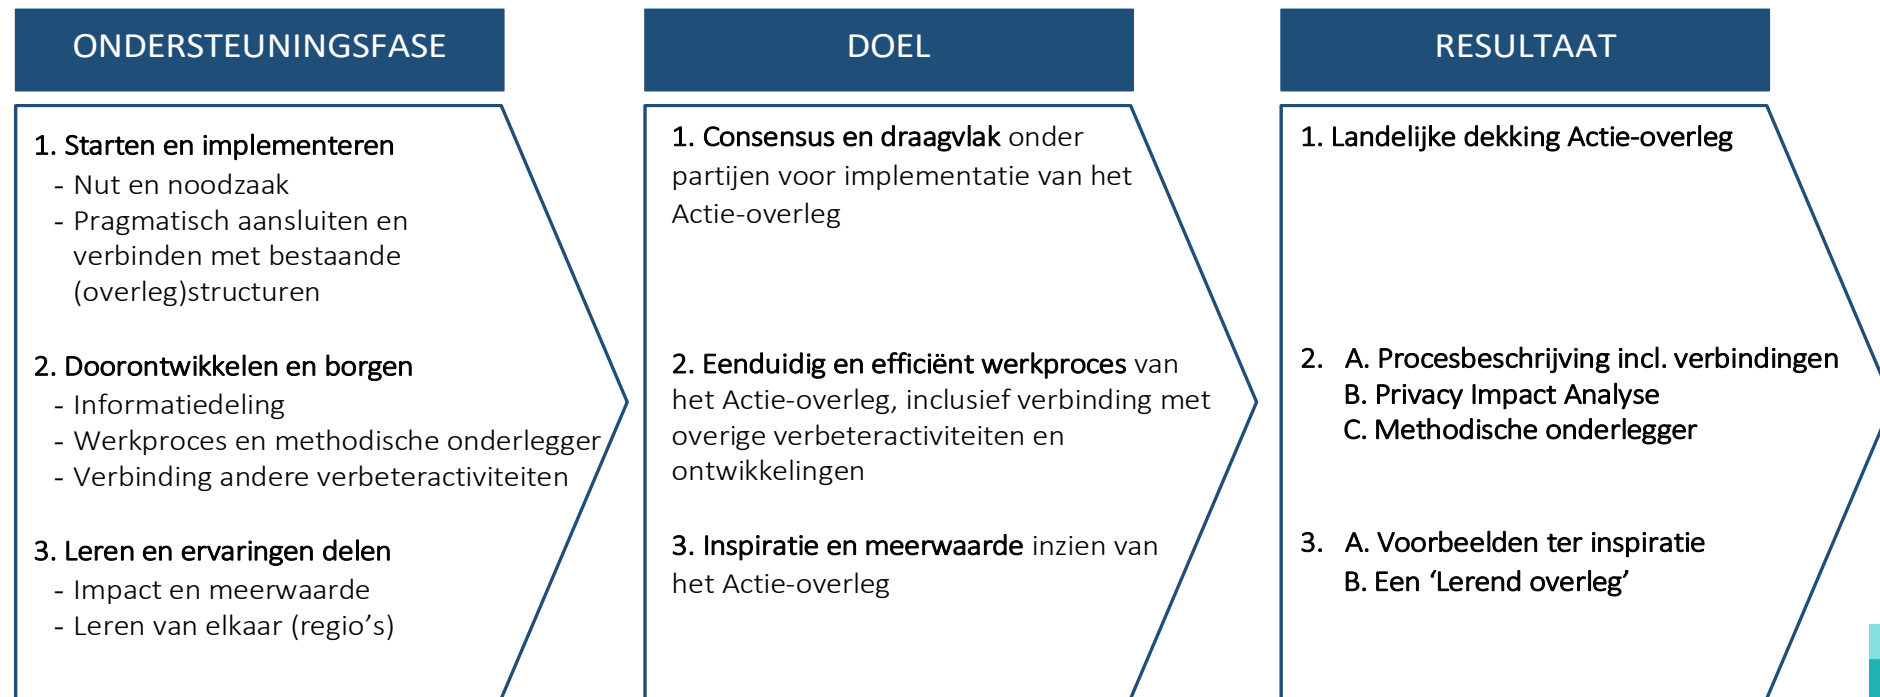 ONDERSTEUNINGSFASE
1. Starten en implementeren
- Nut en noodzaak
- Pragmatisch aansluiten en
verbinden met bestaande
(overleg)structuren
2. Doorontwikkelen en borgen
- Informatiedeling
- Werkproces en methodische onderlegger
- Verbinding andere verbeteractiviteiten
3. Leren en ervaringen delen
- Impact en meerwaarde
- Leren van elkaar (regio’s)
DOEL
1. Consensus en draagvlak onder
partijen voor implementatie van het
Actie-overleg
2. Eenduidig en efficiënt werkproces van
het Actie-overleg, inclusief verbinding met
overige verbeteractiviteiten en
ontwikkelingen
3. Inspiratie en meerwaarde inzien van
het Actie-overleg
RESULTAAT
1. Landelijke dekking Actie-overleg
2. A. Procesbeschrijving incl. verbindingen
B. Privacy Impact Analyse
C. Methodische onderlegger
3. A. Voorbeelden ter inspiratie
B. Een ‘Lerend overleg’